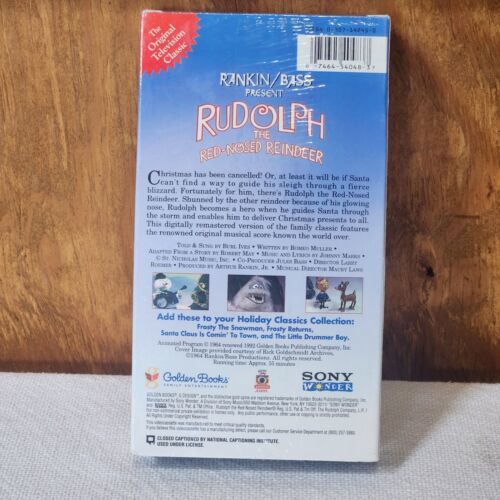 The
Original
Television
Classic
7464-34048-3
RANKIN/BASS
PRESENT
RUDOLPH
THE
RED-NOSED REINDEER
Christmas has been cancelled! Or, at least it will be if Santa
can't find a way to guide his sleigh through a fierce
blizzard. Fortunately for him, there's Rudolph the Red-Nosed
Reindeer. Shunned by the other reindeer because of his glowing
nose, Rudolph becomes a hero when he guides Santa through
the storm and enables him to deliver Christmas presents to all.
This digitally remastered version of the family classic features
the renowned original musical score known the world over.
Told & Sung by Burl Ives • Written by Romeo Muller •
Adapted From a Story by Robert May • Music and Lyrics by Johnny Marks
© St. Nicholas Music, Inc. • Co-Producer Jules Bass • Director Larry
Roemer • Produced by Arthur Rankin, Jr. • Musical Director Maury Laws
Add these to your Holiday Classics Collection:
Frosty The Snowman, Frosty Returns,
Santa Claus Is Comin' To Town, and The Little Drummer Boy.
Animated Program © 1964 renewed 1992 Golden Books Publishing Company, Inc.
Cover Image provided courtesy of Rick Goldschmidt Archives,
©1964 Rankin/Bass Productions. All rights reserved.
Running time: Approx. 53 minutes
Golden Books
FAMILY ENTERTAINMENT
SONY
WONDER
CLOSED CAPTIONED BY NATIONAL CAPTIONING INSTITUTE.
USED UNDER LICENSE.